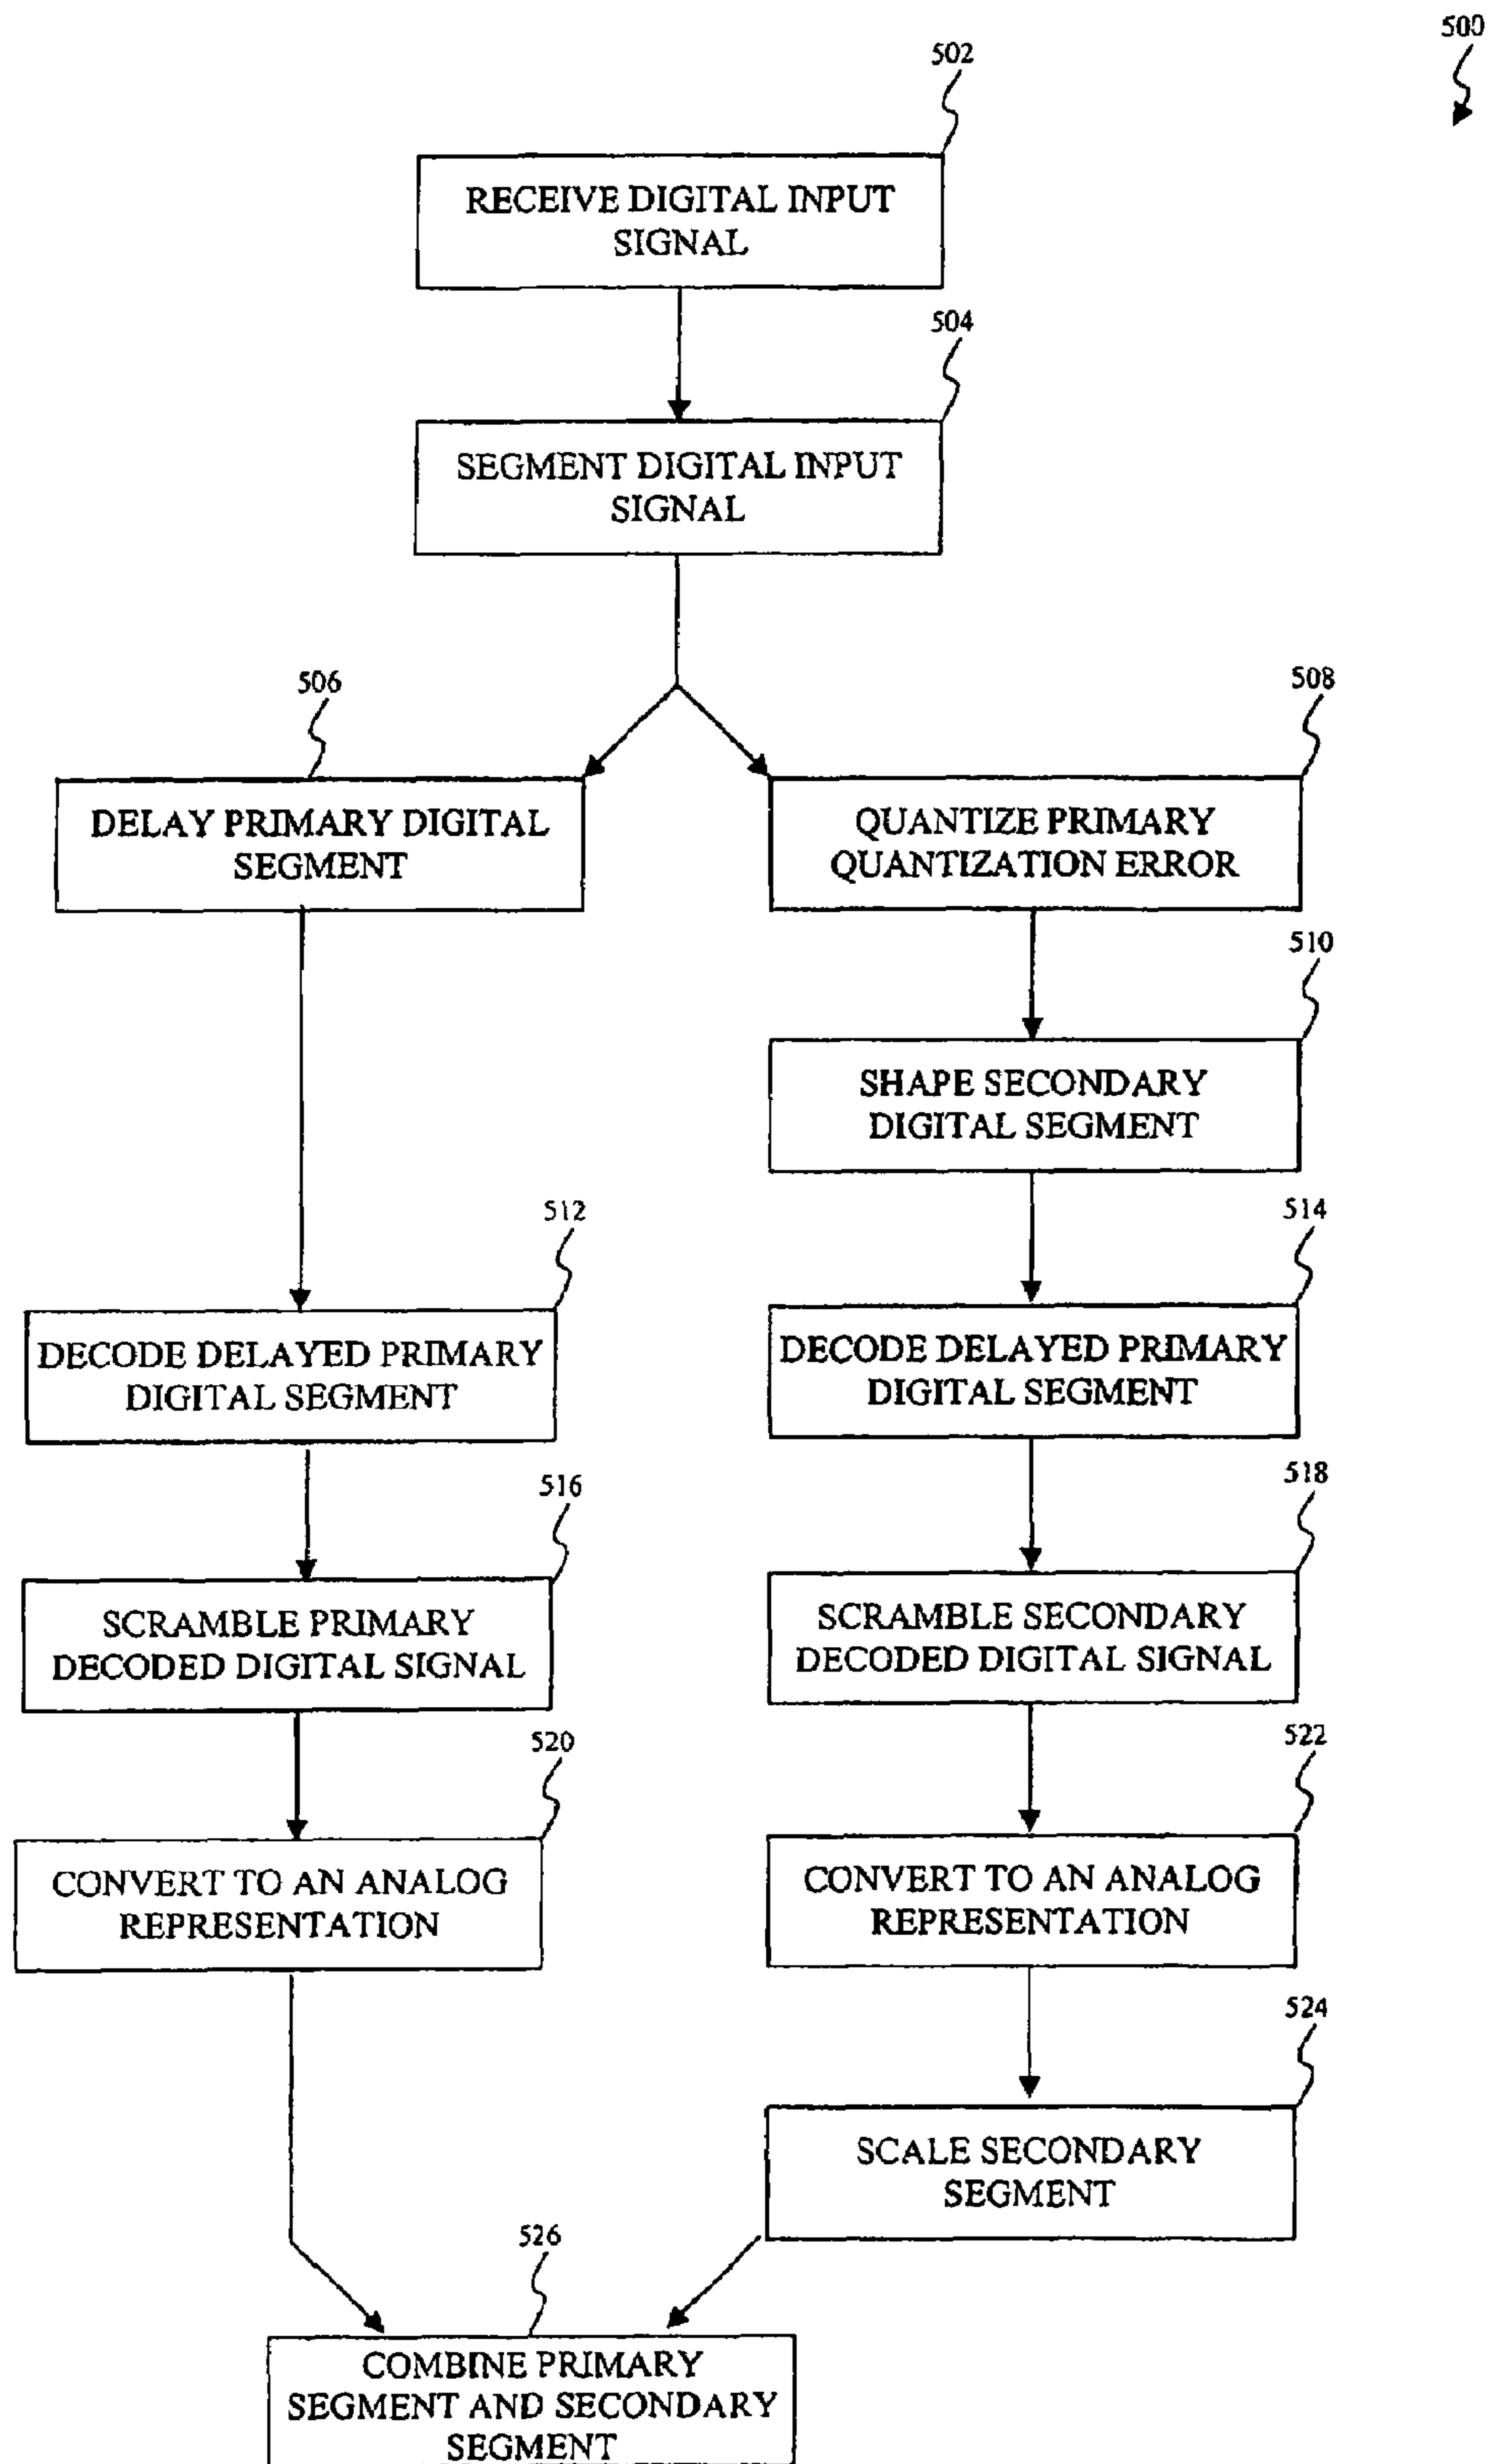 500
502
RECEIVE DIGITAL INPUT
SIGNAL
504
SEGMENT DIGITAL INPUT
SIGNAL
506
DELAY PRIMARY DIGITAL
SEGMENT
508
QUANTIZE PRIMARY
QUANTIZATION ERROR
510
SHAPE SECONDARY
DIGITAL SEGMENT
512
DECODE DELAYED PRIMARY
DIGITAL SEGMENT
514
DECODE DELAYED PRIMARY
DIGITAL SEGMENT
516
SCRAMBLE PRIMARY
DECODED DIGITAL SIGNAL
518
SCRAMBLE SECONDARY
DECODED DIGITAL SIGNAL
520
CONVERT TO AN ANALOG
REPRESENTATION
522
CONVERT TO AN ANALOG
REPRESENTATION
524
SCALE SECONDARY
SEGMENT
526
COMBINE PRIMARY
SEGMENT AND SECONDARY
SEGMENT